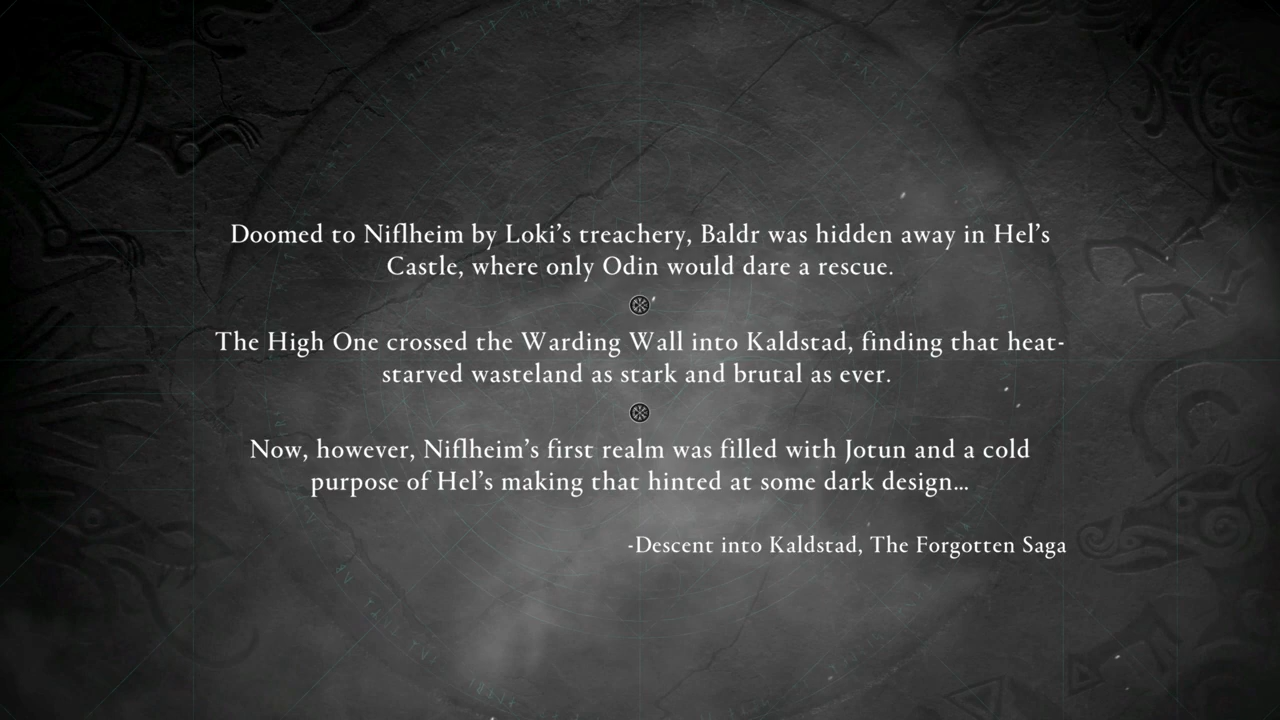 Doomed to Niflheim by Loki's treachery, Baldr was hidden away in Hel's
Castle, where only Odin would dare a rescue.
The High One crossed the Warding Wall into Kaldstad, finding that heat-
starved wasteland as stark and brutal as ever.
Now, however, Niflheim's first realm was filled with Jotun and a cold
purpose of Hel's making that hinted at some dark design...
-Descent into Kaldstad, The Forgotten Saga